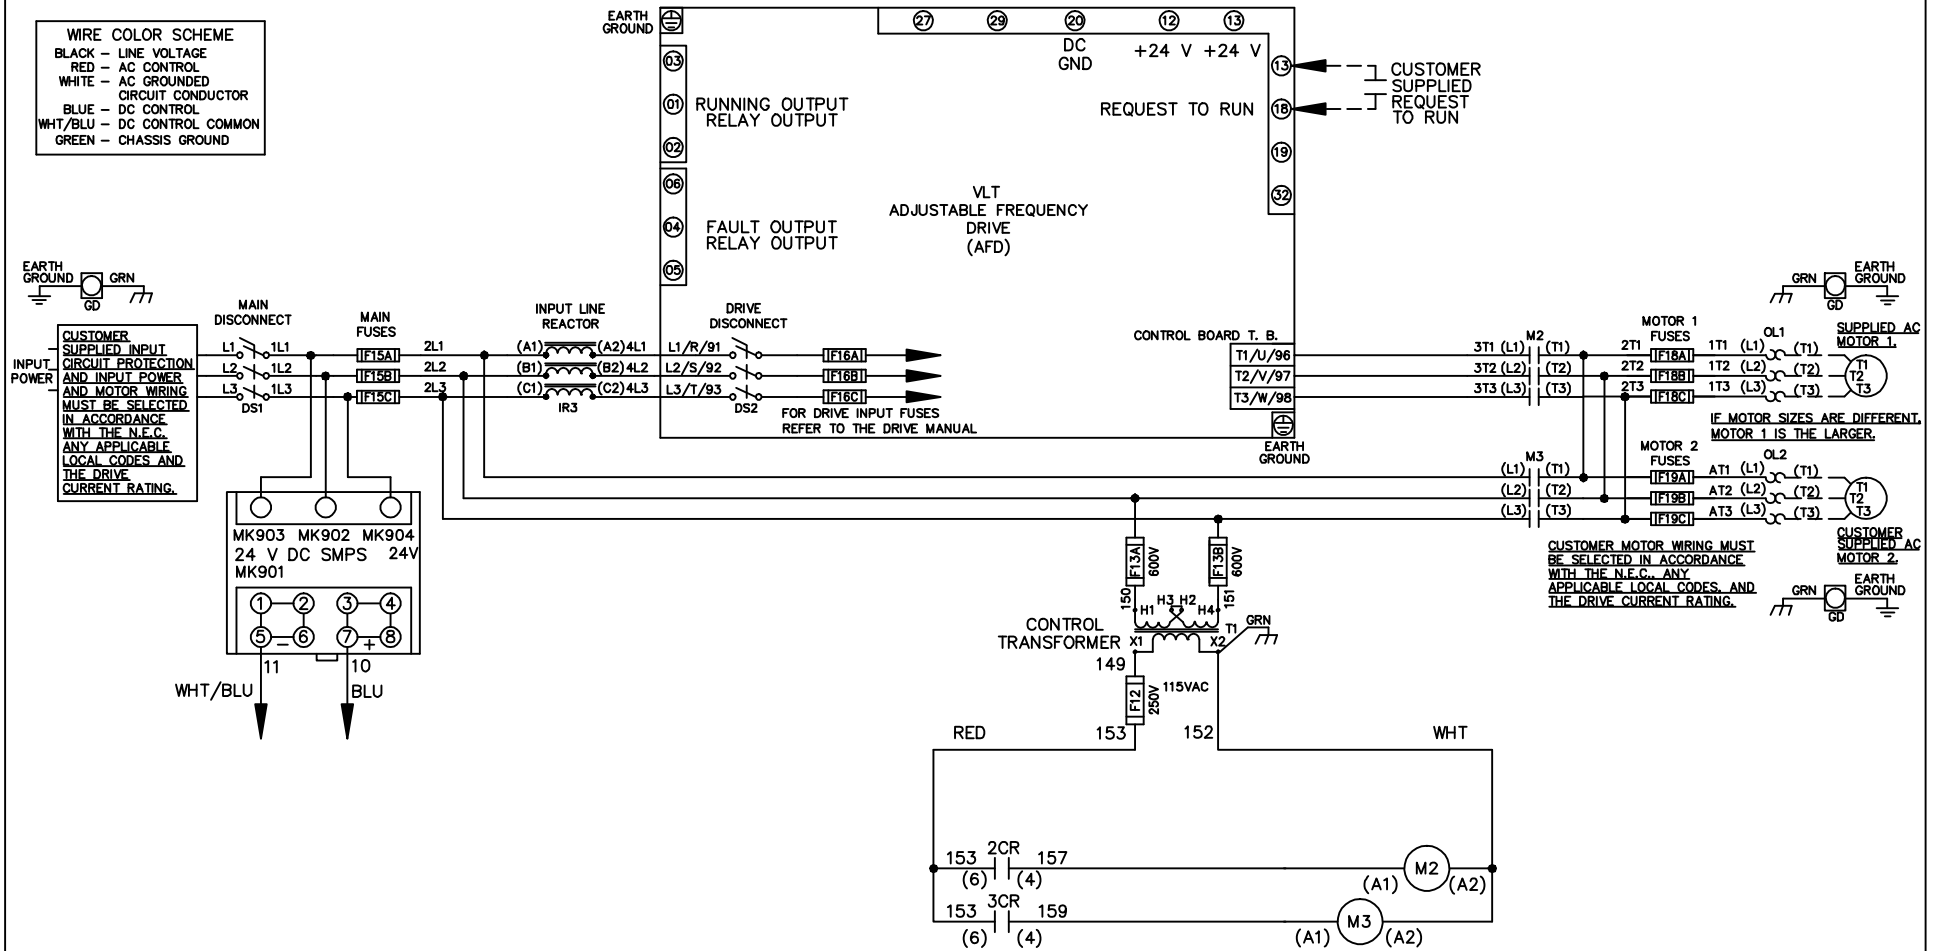 WIRE COLOR SCHEME
BLACK – LINE VOLTAGE
RED – AC CONTROL
WHITE – AC GROUNDED
CIRCUIT CONDUCTOR
BLUE – DC CONTROL
WHT/BLU – DC CONTROL COMMON
GREEN – CHASSIS GROUND
EARTH
GROUND
27 29 20 12 13
DC
GND
+24 V +24 V
03
01
02
RUNNING OUTPUT
RELAY OUTPUT
06
04
05
FAULT OUTPUT
RELAY OUTPUT
VLT
ADJUSTABLE FREQUENCY
DRIVE
(AFD)
REQUEST TO RUN
13
18
19
32
CUSTOMER
SUPPLIED
REQUEST
TO RUN
EARTH
GROUND
GRN
GD
INPUT
POWER
CUSTOMER
SUPPLIED INPUT
CIRCUIT PROTECTION
AND INPUT POWER
AND MOTOR WIRING
MUST BE SELECTED
IN ACCORDANCE
WITH THE N.E.C.
ANY APPLICABLE
LOCAL CODES AND
THE DRIVE
CURRENT RATING.
MAIN
DISCONNECT
L1 1L1
L2 1L2
L3 1L3
DS1
MAIN
FUSES
F15A 2L1
F15B 2L2
F15C 2L3
INPUT LINE
REACTOR
(A1) (A2) 4L1
(B1) (B2) 4L2
(C1) (C2) 4L3
IR3
DRIVE
DISCONNECT
L1/R/91
L2/S/92
L3/T/93
DS2
F16A
F16B
F16C
FOR DRIVE INPUT FUSES
REFER TO THE DRIVE MANUAL
CONTROL BOARD T. B.
T1/U/96
T2/V/97
T3/W/98
EARTH
GROUND
M2
3T1 (L1) (T1)
3T2 (L2) (T2)
3T3 (L3) (T3)
MOTOR 1
FUSES
2T1 F18A 1T1 (L1)
2T2 F18B 1T2 (L2)
2T3 F18C 1T3 (L3)
OL1
(T1)
(T2)
(T3)
T1
T2
T3
GRN
GD
EARTH
GROUND
SUPPLIED AC
MOTOR 1.
IF MOTOR SIZES ARE DIFFERENT,
MOTOR 1 IS THE LARGER.
M3
(L1) (T1)
(L2) (T2)
(L3) (T3)
MOTOR 2
FUSES
F19A AT1 (L1)
F19B AT2 (L2)
F19C AT3 (L3)
OL2
(T1)
(T2)
(T3)
T1
T2
T3
CUSTOMER
SUPPLIED AC
MOTOR 2.
CUSTOMER MOTOR WIRING MUST
BE SELECTED IN ACCORDANCE
WITH THE N.E.C., ANY
APPLICABLE LOCAL CODES, AND
THE DRIVE CURRENT RATING.
GRN
GD
EARTH
GROUND
MK903 MK902 MK904
24 V DC SMPS 24V
MK901
1 2 3 4
5 – 6 7 + 8
11 10
WHT/BLU BLU
F13A 600V
F13B 600V
150 151
H1 H3 H2 H4
CONTROL
TRANSFORMER
X1 X2 T1 GRN
149
F12 250V
115VAC
153 152
RED WHT
2CR
153 157
(6) (4)
M2
(A1) (A2)
3CR
153 159
(6) (4)
M3
(A1) (A2)